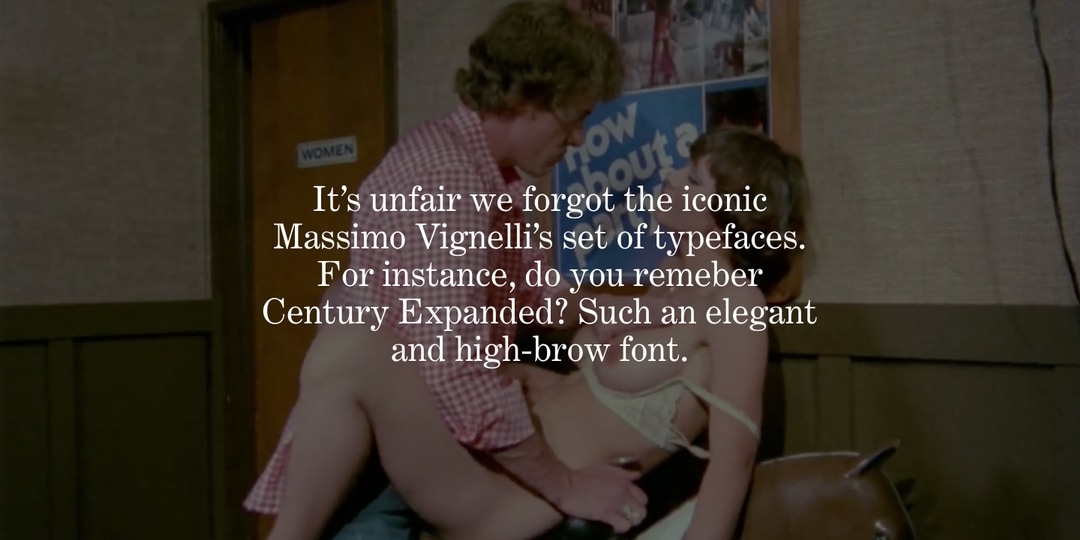 WOMEN
how
about a
It’s unfair we forgot the iconic
Massimo Vignelli’s set of typefaces.
For instance, do you remeber
Century Expanded? Such an elegant
and high-brow font.